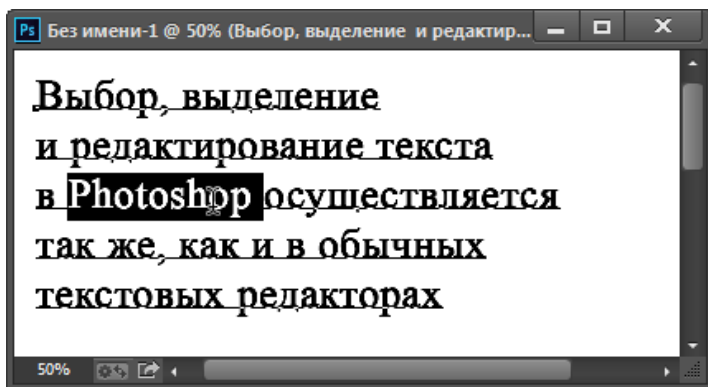 Ps Без имени-1 @ 50% (Выбор, выделение и редактир...
Выбор, выделение
и редактирование текста
в Photoshop осуществляется
так же, как и в обычных
текстовых редакторах
50%